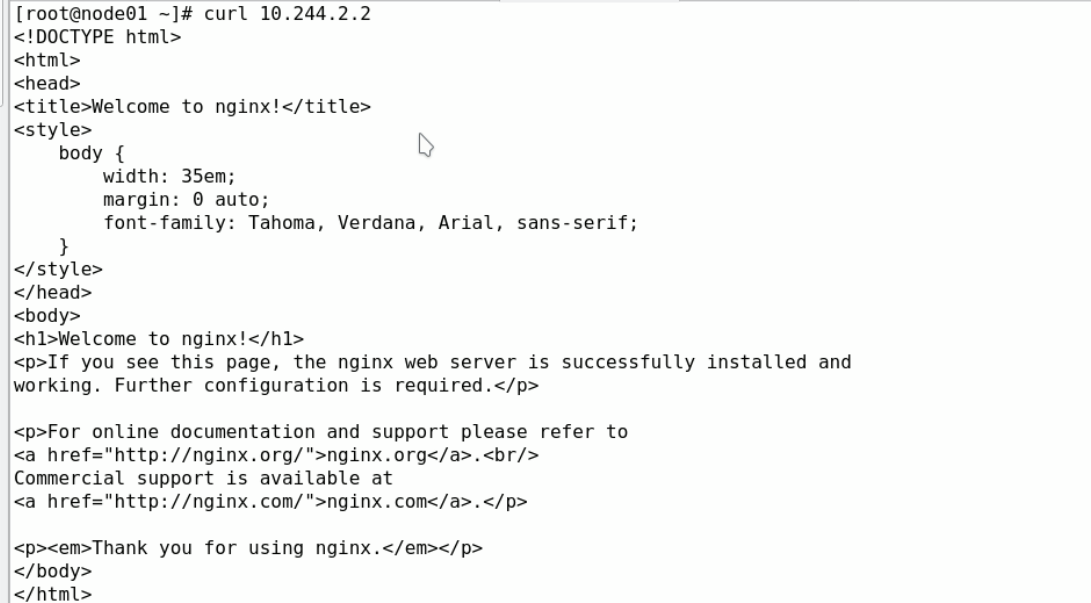 [root@node01 ~]# curl 10.244.2.2
<!DOCTYPE html>
<html>
<head>
<title>Welcome to nginx!</title>
<style>
    body {
        width: 35em;
        margin: 0 auto;
        font-family: Tahoma, Verdana, Arial, sans-serif;
    }
</style>
</head>
<body>
<h1>Welcome to nginx!</h1>
<p>If you see this page, the nginx web server is successfully installed and
working. Further configuration is required.</p>

<p>For online documentation and support please refer to
<a href="http://nginx.org/">nginx.org</a>.<br/>
Commercial support is available at
<a href="http://nginx.com/">nginx.com</a>.</p>

<p><em>Thank you for using nginx.</em></p>
</body>
</html>